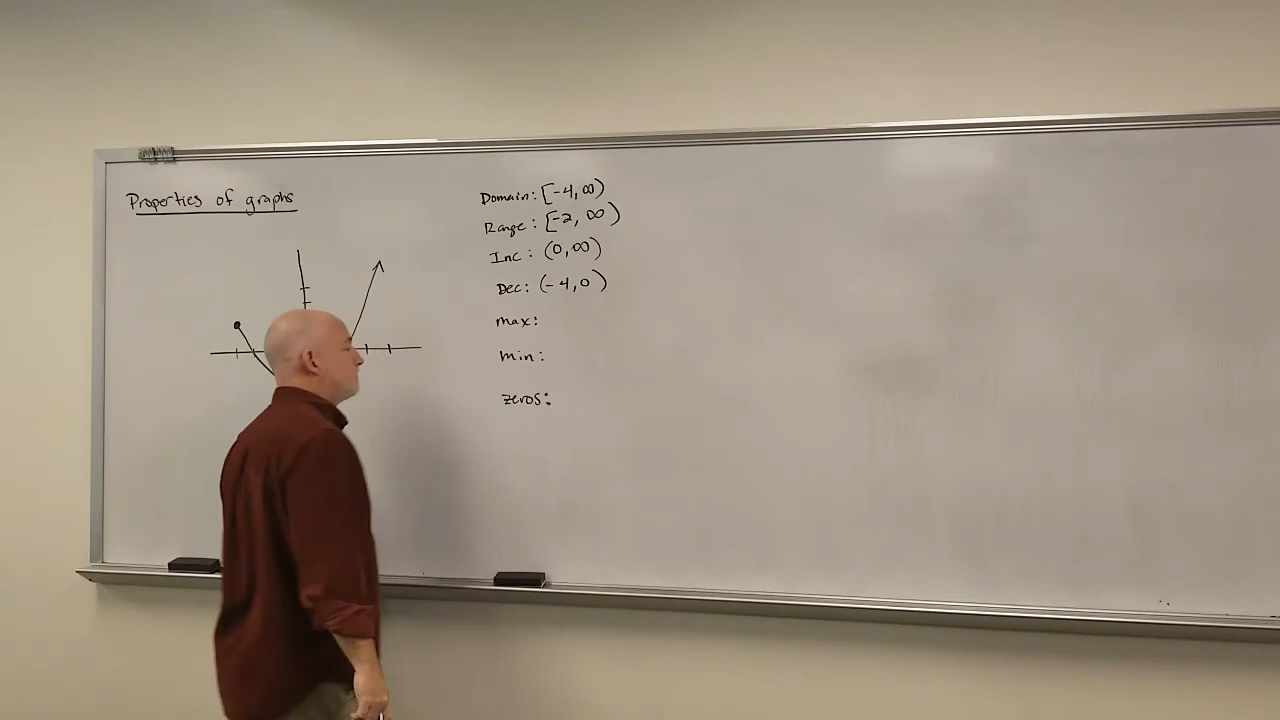 Properties of graphs
Domain: [-4, ∞)
Range: [-2, ∞)
Inc: (0, ∞)
Dec: (-4, 0)
max:
min:
zeros: